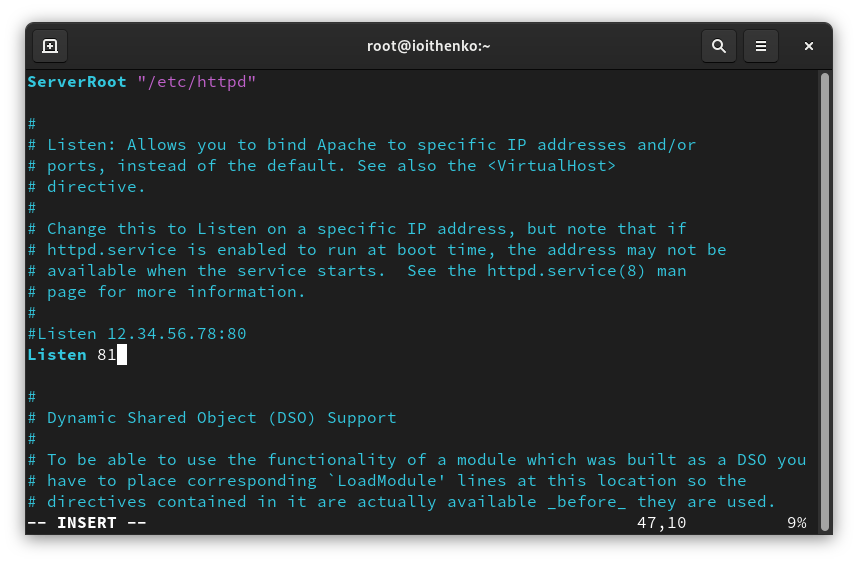 root@ioithenko:~
ServerRoot "/etc/httpd"
#
# Listen: Allows you to bind Apache to specific IP addresses and/or
# ports, instead of the default. See also the <VirtualHost>
# directive.
#
# Change this to Listen on a specific IP address, but note that if
# httpd.service is enabled to run at boot time, the address may not be
# available when the service starts.  See the httpd.service(8) man
# page for more information.
#
#Listen 12.34.56.78:80
Listen 81
#
# Dynamic Shared Object (DSO) Support
#
# To be able to use the functionality of a module which was built as a DSO you
# have to place corresponding `LoadModule' lines at this location so the
# directives contained in it are actually available _before_ they are used.
-- INSERT -- 47,10 9%